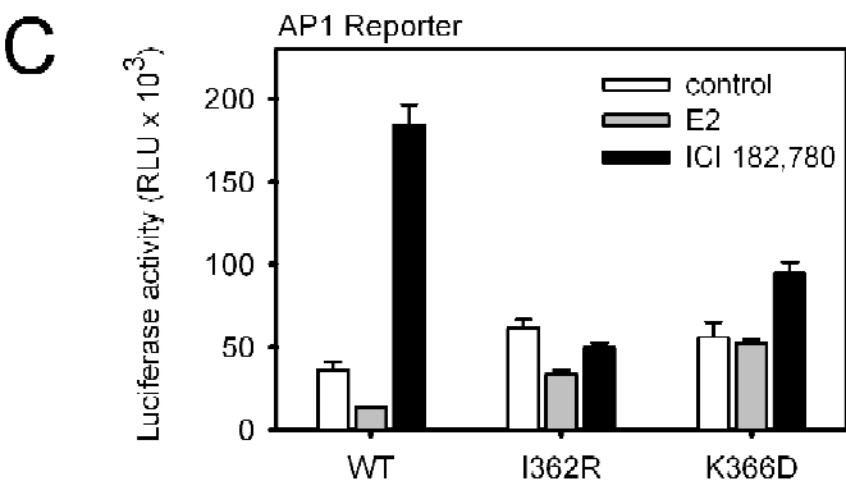 C
AP1 Reporter
Luciferase activity (RLU x 10³)
200
150
100
50
0
control
E2
ICI 182,780
WT
I362R
K366D